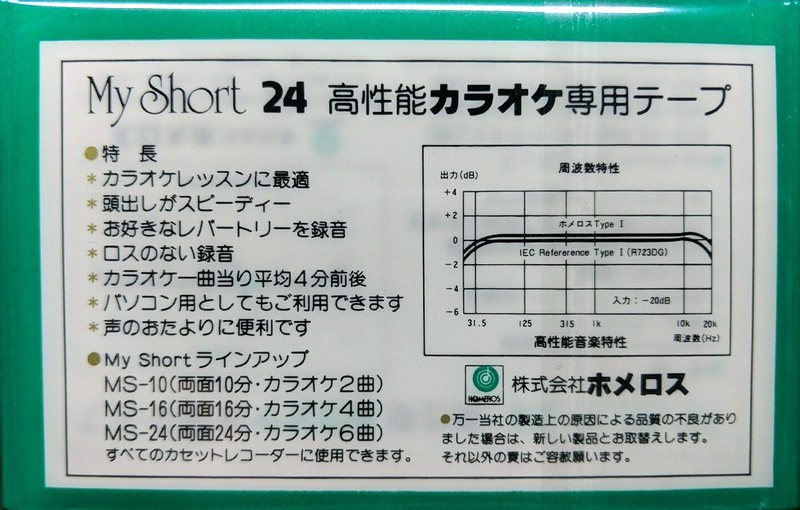 My Short 24 高性能カラオケ専用テープ
●特 長
*カラオケレッスンに最適
*頭出しがスピーディー
*お好きなレパートリーを録音
*ロスのない録音
*カラオケ一曲当り平均4分前後
*パソコン用としてもご利用できます
*声のおたよりに便利です
●My Shortラインアップ
MS-10(両面10分・カラオケ2曲)
MS-16(両面16分・カラオケ4曲)
MS-24(両面24分・カラオケ6曲)
すべてのカセットレコーダーに使用できます。
周波数特性
出力(dB)
+4
+2
0
-2
-4
-6
ホメロスType I
IEC Refererence Type I (R723DG)
入力:-20dB
31.5 125 315 1k 10k 20k
高性能音楽特性
周波数(Hz)
HOMEROS
株式会社ホメロス
●万一当社の製造上の原因による品質の不良があり
ました場合は、新しい製品とお取替えします。
それ以外の責はご容赦願います。